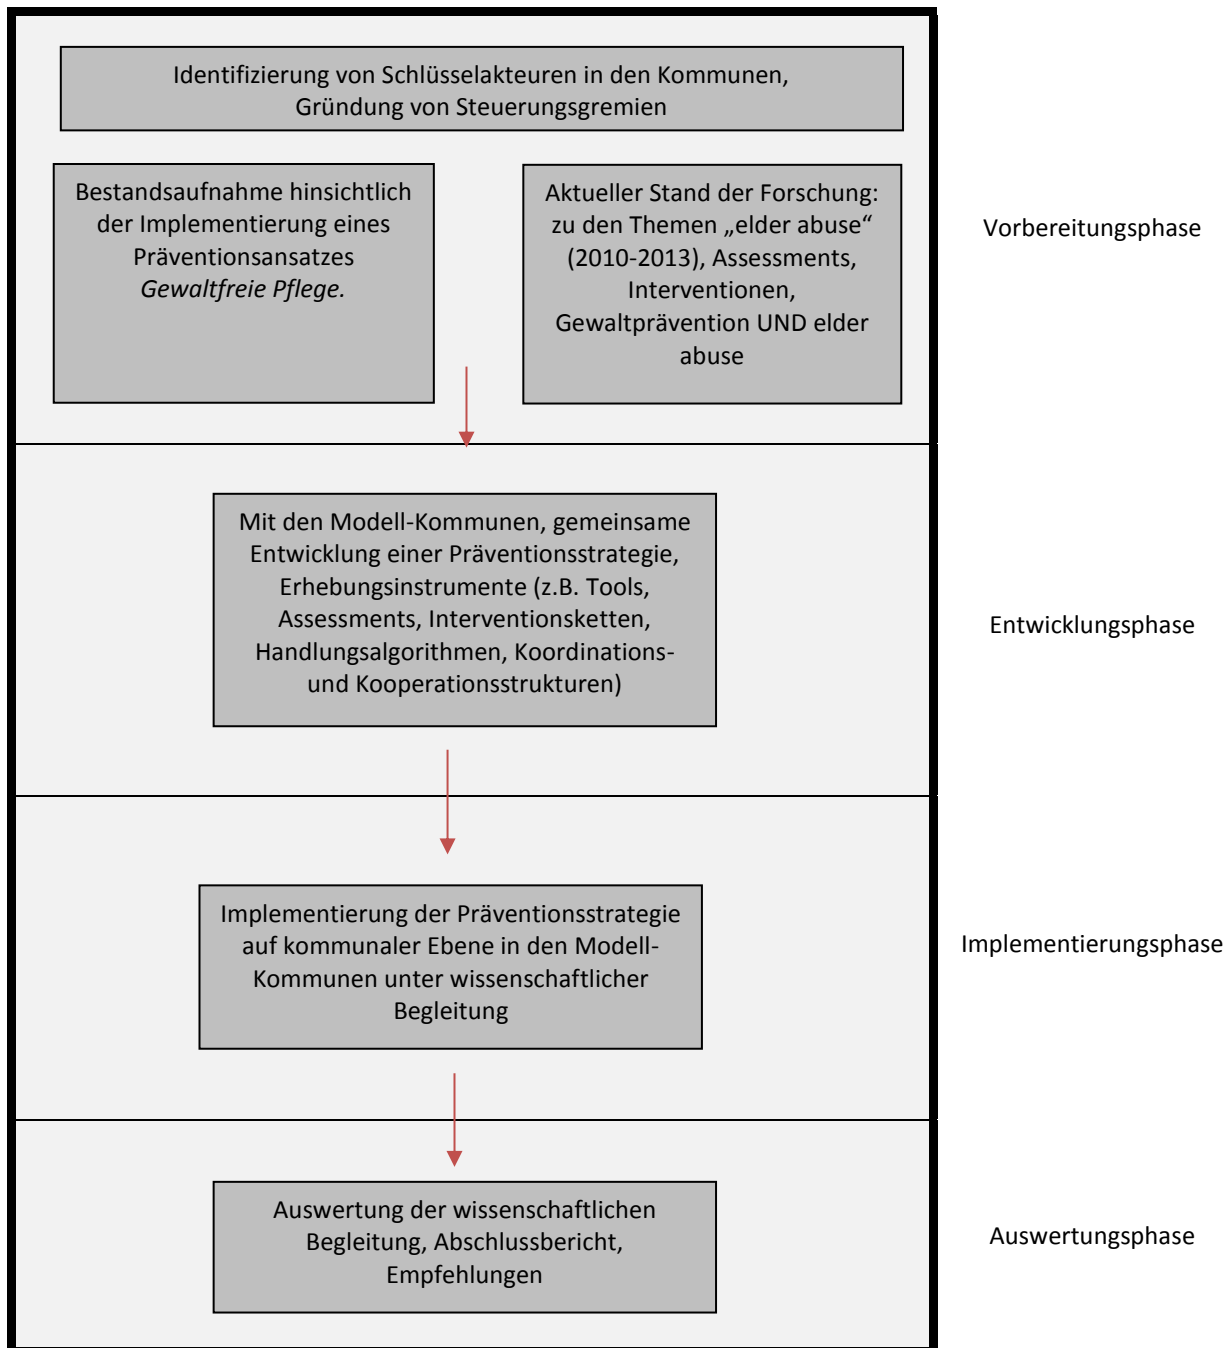 Identifizierung von Schlüsselakteuren in den Kommunen,
Gründung von Steuerungsgremien
Bestandsaufnahme hinsichtlich
der Implementierung eines
Präventionsansatzes
Gewaltfreie Pflege.
Aktueller Stand der Forschung:
zu den Themen „elder abuse“
(2010-2013), Assessments,
Interventionen,
Gewaltprävention UND elder
abuse
Vorbereitungsphase
Mit den Modell-Kommunen, gemeinsame
Entwicklung einer Präventionsstrategie,
Erhebungsinstrumente (z.B. Tools,
Assessments, Interventionsketten,
Handlungsalgorithmen, Koordinations-
und Kooperationsstrukturen)
Entwicklungsphase
Implementierung der Präventionsstrategie
auf kommunaler Ebene in den Modell-
Kommunen unter wissenschaftlicher
Begleitung
Implementierungsphase
Auswertung der wissenschaftlichen
Begleitung, Abschlussbericht,
Empfehlungen
Auswertungsphase